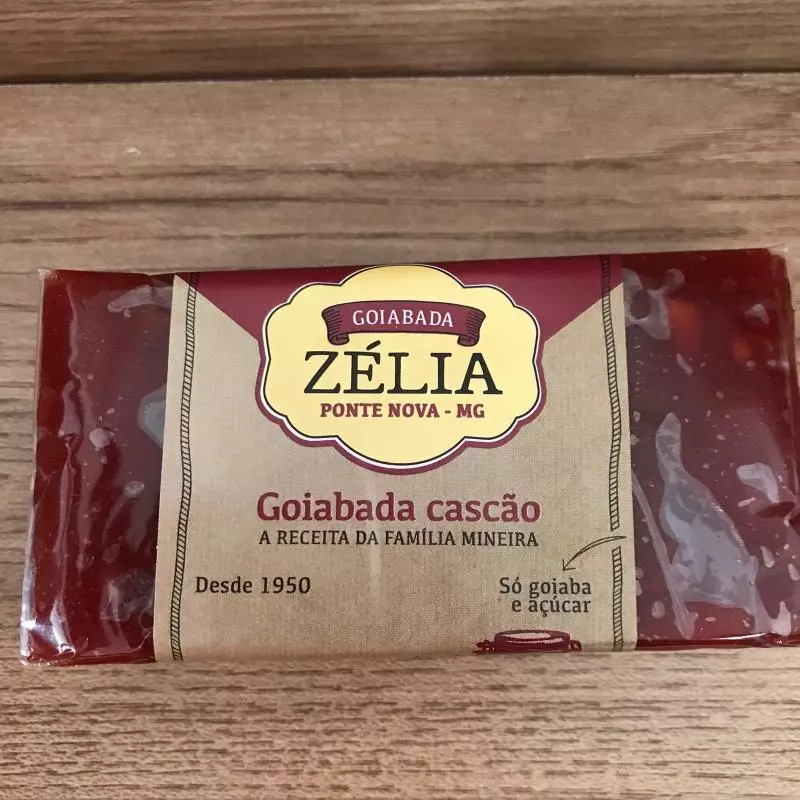 GOIABADA
ZÉLIA
PONTE NOVA - MG
Goiabada cascão
A RECEITA DA FAMÍLIA MINEIRA
Desde 1950
Só goiaba
e açúcar